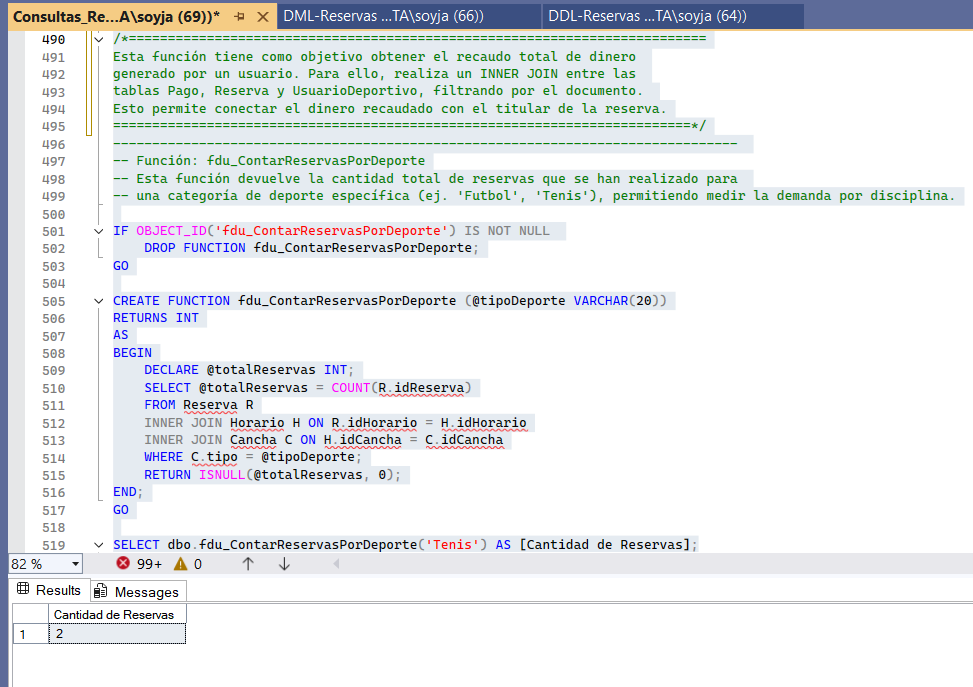 Consultas_Re...A\soyja (69))* DML-Reservas ...TA\soyja (66)) DDL-Reservas ...TA\soyja (64))
490 /*==========================================================================
491 Esta función tiene como objetivo obtener el recaudo total de dinero
492 generado por un usuario. Para ello, realiza un INNER JOIN entre las
493 tablas Pago, Reserva y UsuarioDeportivo, filtrando por el documento.
494 Esto permite conectar el dinero recaudado con el titular de la reserva.
495 ==========================================================================*/
496 --------------------------------------------------------------------------------
497 -- Función: fdu_ContarReservasPorDeporte
498 -- Esta función devuelve la cantidad total de reservas que se han realizado para
499 -- una categoría de deporte específica (ej. 'Futbol', 'Tenis'), permitiendo medir la demanda por disciplina.
500
501 IF OBJECT_ID('fdu_ContarReservasPorDeporte') IS NOT NULL
502 DROP FUNCTION fdu_ContarReservasPorDeporte;
503 GO
504
505 CREATE FUNCTION fdu_ContarReservasPorDeporte (@tipoDeporte VARCHAR(20))
506 RETURNS INT
507 AS
508 BEGIN
509 DECLARE @totalReservas INT;
510 SELECT @totalReservas = COUNT(R.idReserva)
511 FROM Reserva R
512 INNER JOIN Horario H ON R.idHorario = H.idHorario
513 INNER JOIN Cancha C ON H.idCancha = C.idCancha
514 WHERE C.tipo = @tipoDeporte;
515 RETURN ISNULL(@totalReservas, 0);
516 END;
517 GO
518
519 SELECT dbo.fdu_ContarReservasPorDeporte('Tenis') AS [Cantidad de Reservas];
82 % 99+ 0
Results Messages
Cantidad de Reservas
1 2